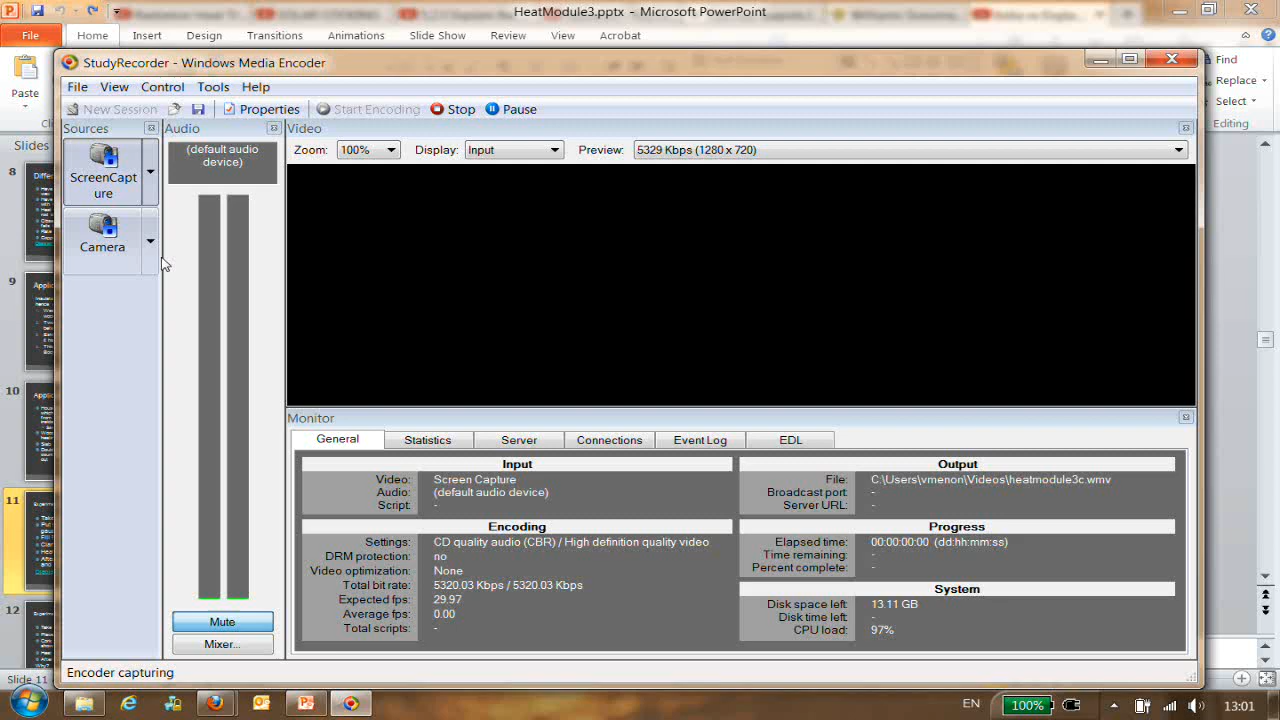 HeatModule3.pptx - Microsoft PowerPoint
File Home Insert Design Transitions Animations Slide Show Review View Acrobat
Paste
Find
Replace
Select
Editing
StudyRecorder - Windows Media Encoder
File View Control Tools Help
New Session Properties Start Encoding Stop Pause
Sources Audio Video
ScreenCapt
ure
Camera
(default audio
device)
Mute
Mixer...
Zoom: 100% Display: Input Preview: 5329 Kbps (1280 x 720)
Monitor
General Statistics Server Connections Event Log EDL
Input
Video: Screen Capture
Audio: (default audio device)
Script: -
Encoding
Settings: CD quality audio (CBR) / High definition quality video
DRM protection: no
Video optimization: None
Total bit rate: 5320.03 Kbps / 5320.03 Kbps
Expected fps: 29.97
Average fps: 0.00
Total scripts: -
Output
File: C:\Users\vmenon\Videos\heatmodule3c.wmv
Broadcast port: -
Server URL: -
Progress
Elapsed time: 00:00:00:00 (dd:hh:mm:ss)
Time remaining: -
Percent complete: -
System
Disk space left: 13.11 GB
Disk time left: -
CPU load: 97%
Encoder capturing
Slides
8
9
10
11
12
Slide 11
EN 100% 13:01